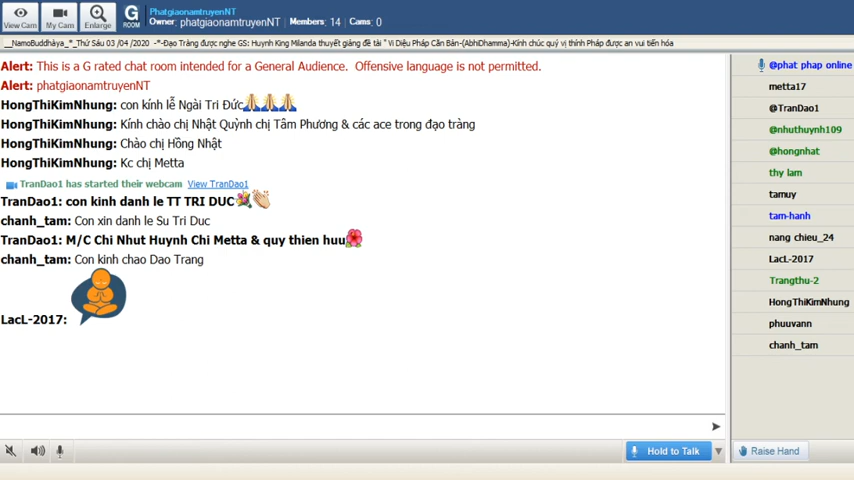 PhatgiaonamtruyenNT
Owner: phatgiaonamtruyenNT | Members: 14 | Cams: 0
View Cam
My Cam
Enlarge
G
ROOM
__NamoBuddhàya_*_Thứ Sáu 03 /04 /2020 -*-Đạo Tràng được nghe GS: Huynh King Milanda thuyết giảng đề tài " Vi Diệu Pháp Căn Bản-(AbhiDhamma)-Kính chúc quý vị thính Pháp được an vui tiến hóa
Alert: This is a G rated chat room intended for a General Audience. Offensive language is not permitted.
Alert: phatgiaonamtruyenNT
HongThiKimNhung: con kính lễ Ngài Tri Đức
HongThiKimNhung: Kính chào chị Nhật Quỳnh chị Tâm Phương & các ace trong đạo tràng
HongThiKimNhung: Chào chị Hồng Nhật
HongThiKimNhung: Kc chị Metta
TranDao1 has started their webcam View TranDao1
TranDao1: con kinh danh le TT TRI DUC
chanh_tam: Con xin danh le Su Tri Duc
TranDao1: M/C Chi Nhut Huynh Chi Metta & quy thien huu
chanh_tam: Con kinh chao Dao Trang
LacL-2017:
@phat phap online
metta17
@TranDao1
@nhuthuynh109
@hongnhat
thy lam
tamuy
tam-hanh
nang chieu_24
LacL-2017
Trangthu-2
HongThiKimNhung
phuuvann
chanh_tam
Hold to Talk
Raise Hand